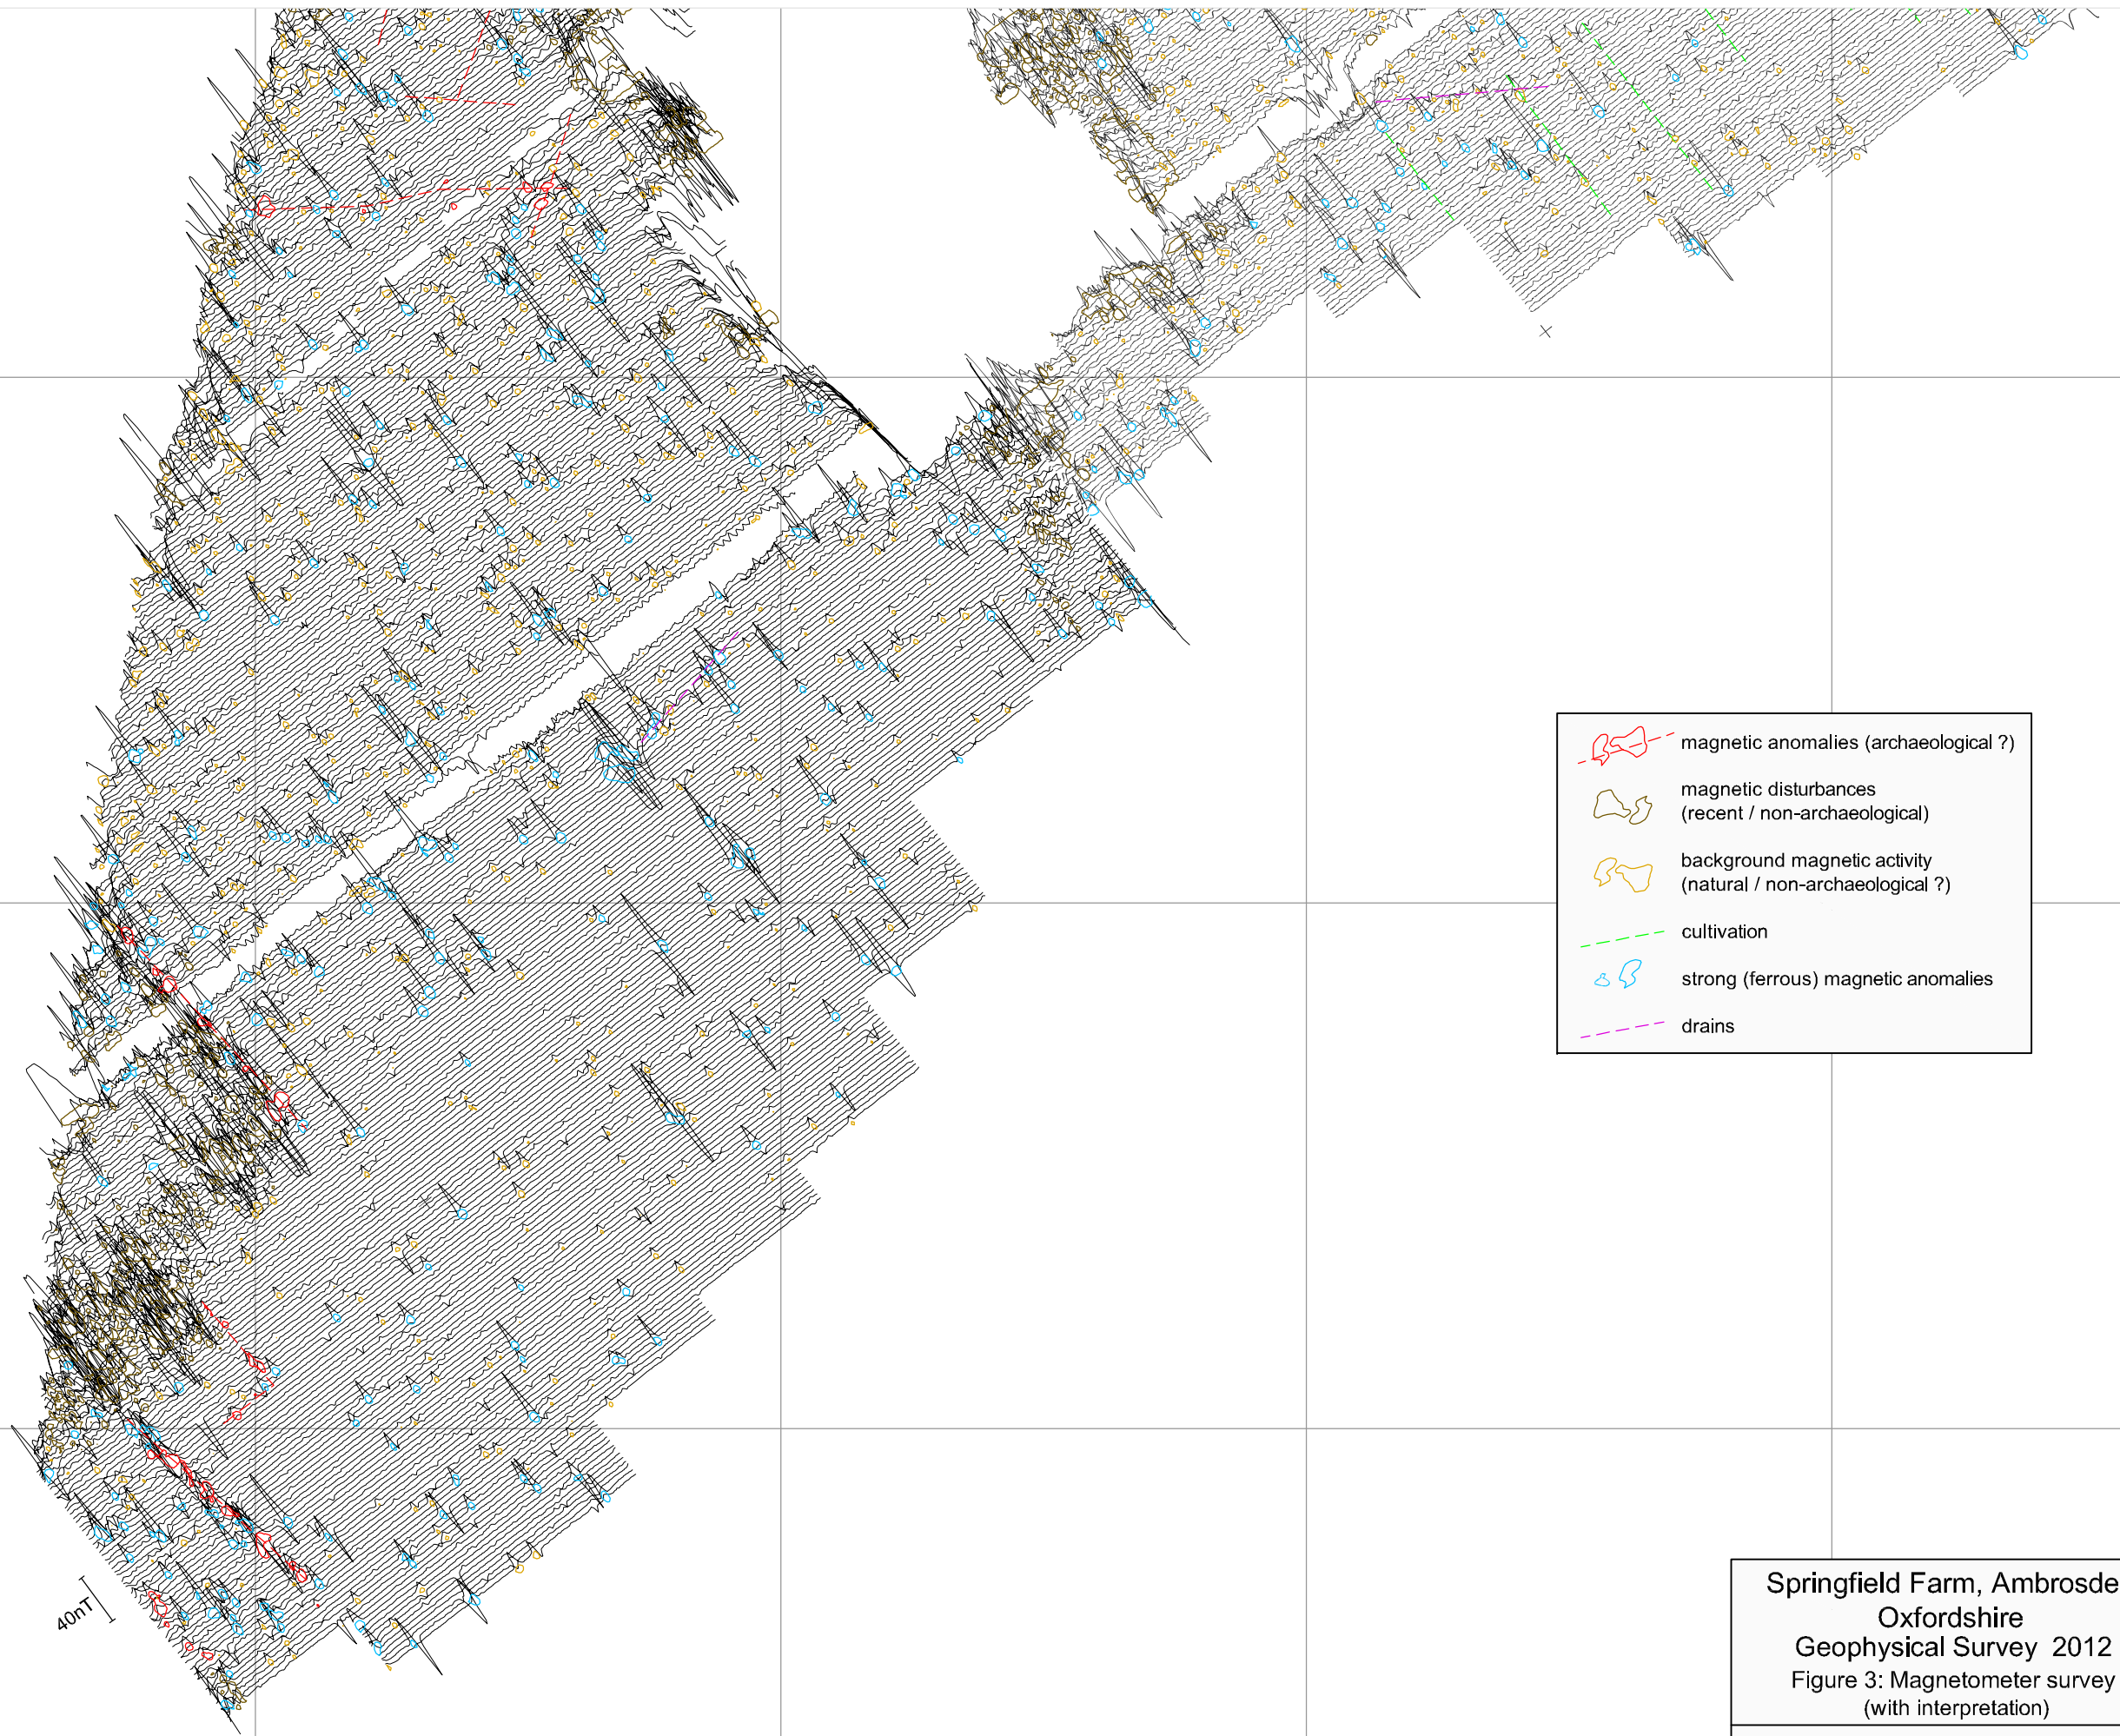 magnetic anomalies (archaeological ?)
magnetic disturbances
(recent / non-archaeological)
background magnetic activity
(natural / non-archaeological ?)
cultivation
strong (ferrous) magnetic anomalies
drains
40nT
Springfield Farm, Ambrosde
Oxfordshire
Geophysical Survey 2012
Figure 3: Magnetometer survey
(with interpretation)